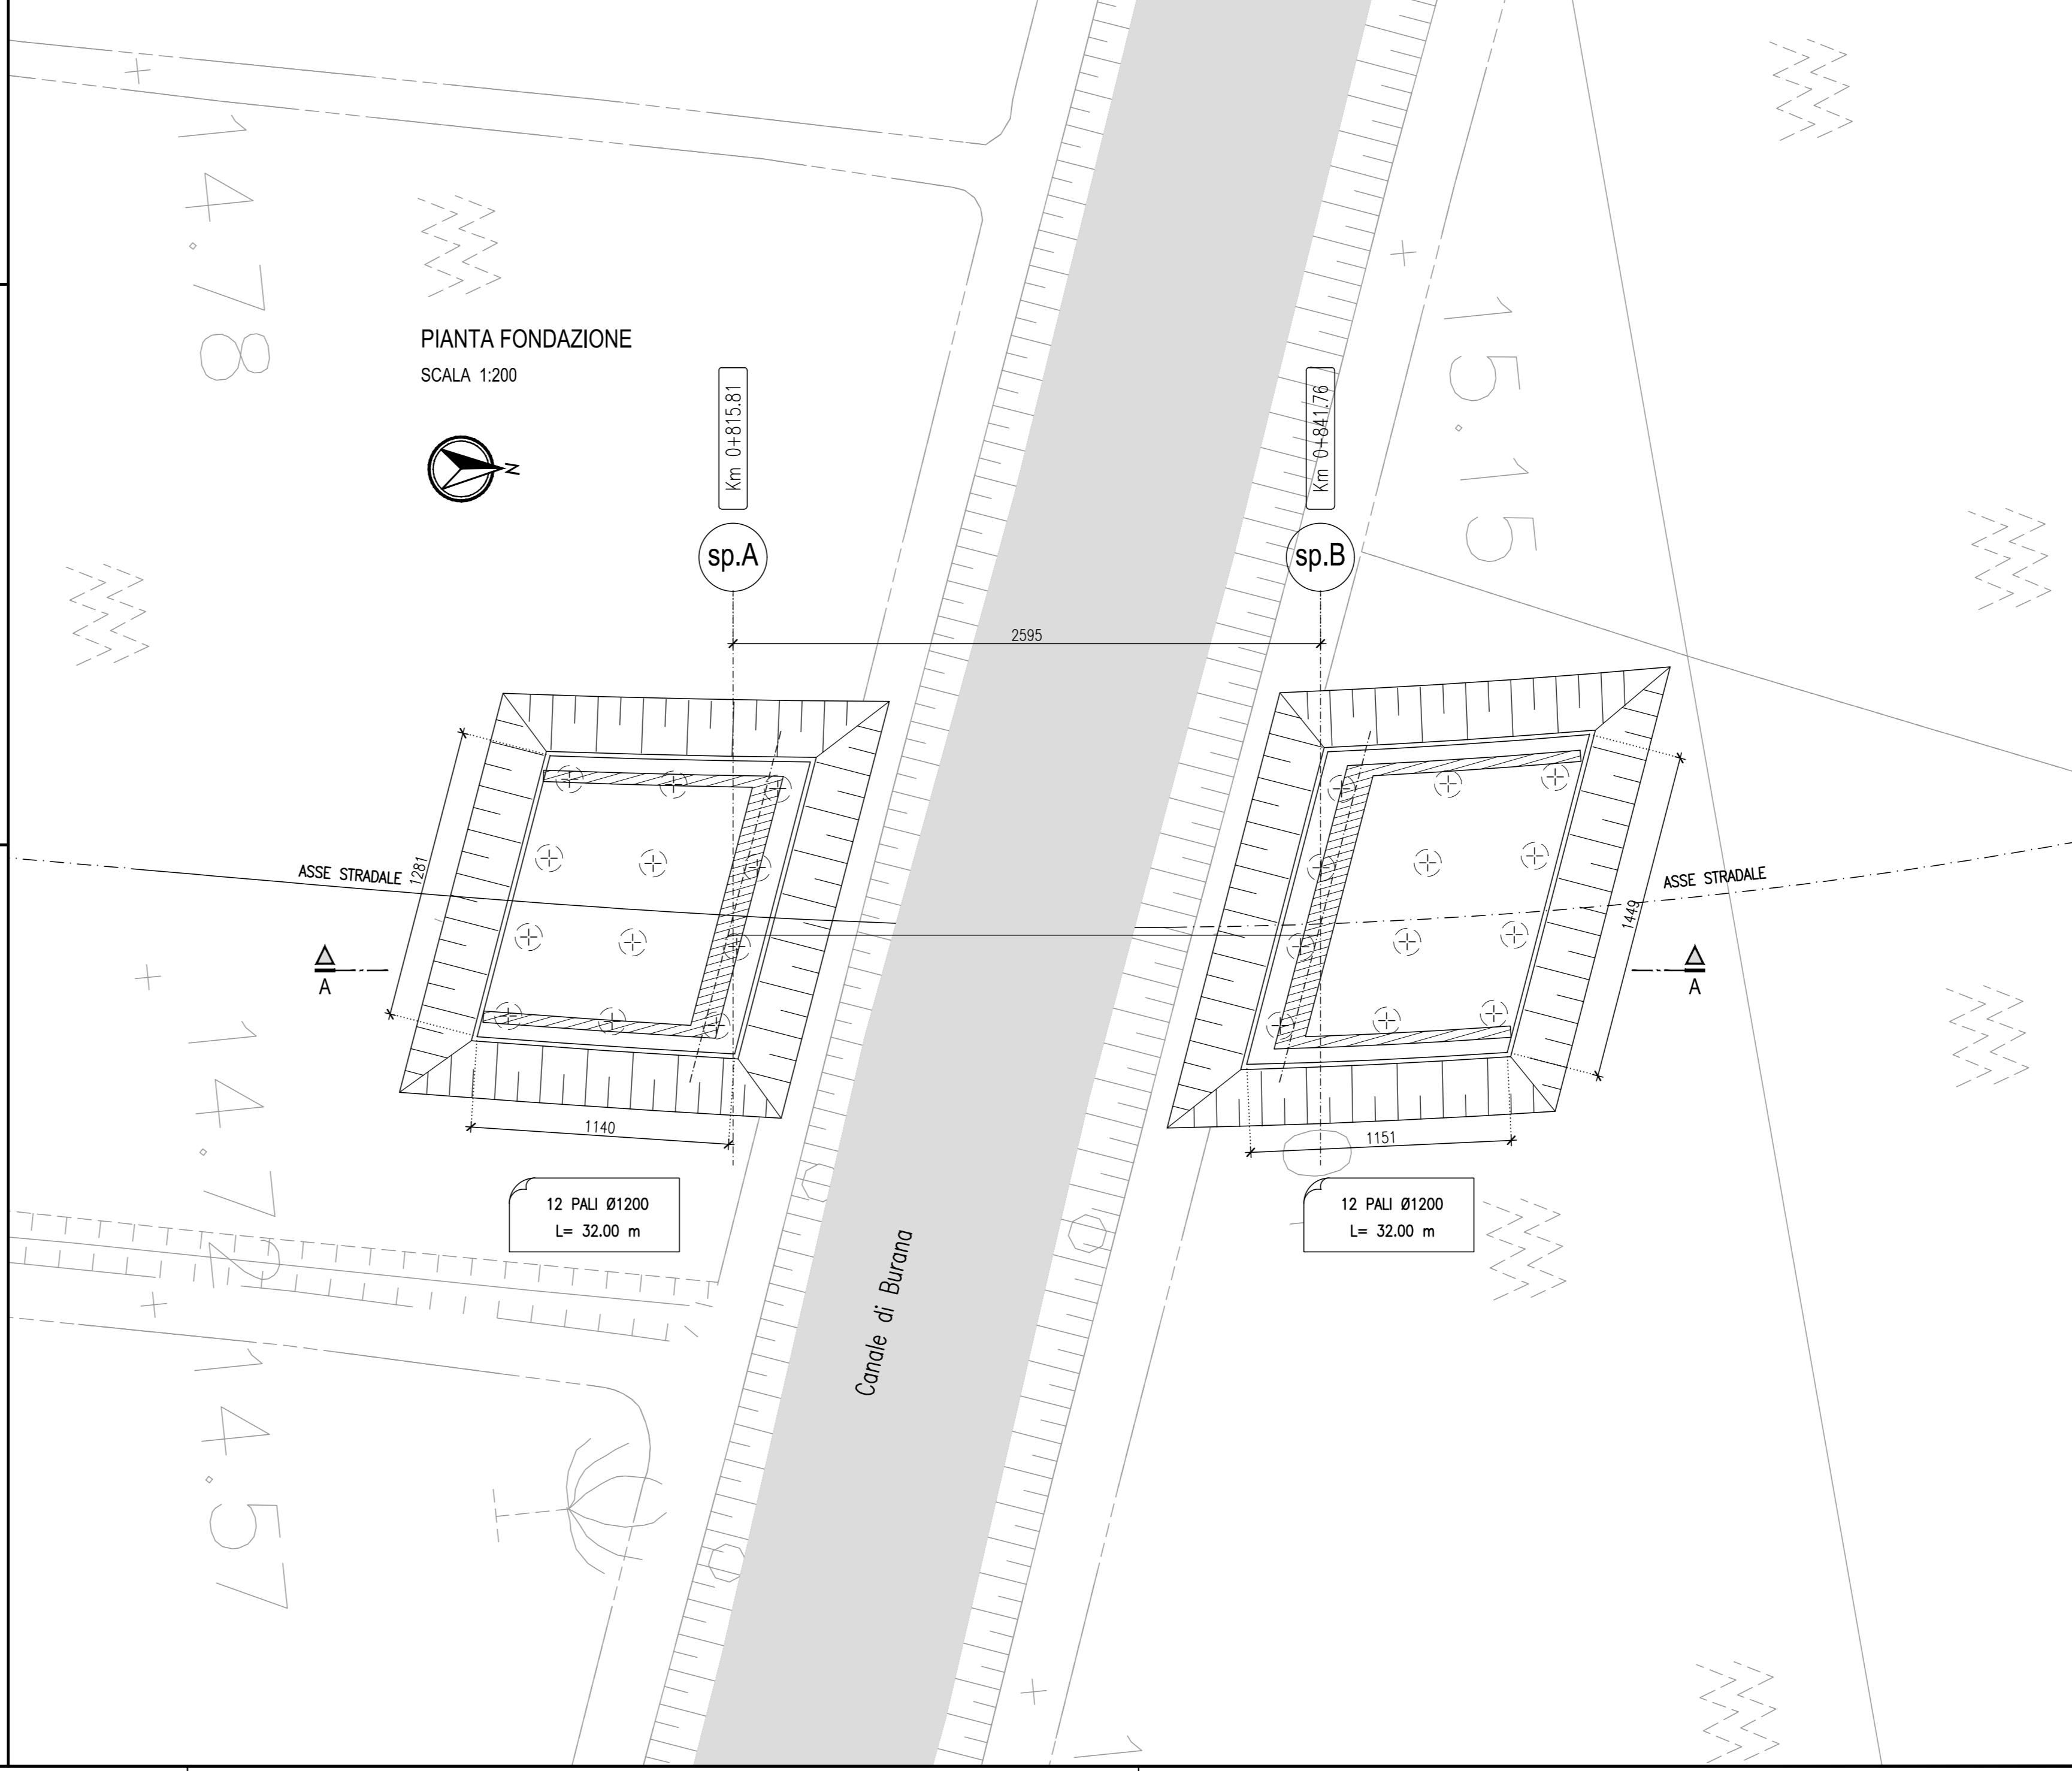 14.78
PIANTA FONDAZIONE
SCALA 1:200
N
Km 0+815.81
Km 0+841.76
15.15
sp.A
sp.B
2595
ASSE STRADALE
1281
ASSE STRADALE
1449
A
A
1140
1151
12 PALI Ø1200
L= 32.00 m
12 PALI Ø1200
L= 32.00 m
14.72
Canale di Burana
14.57